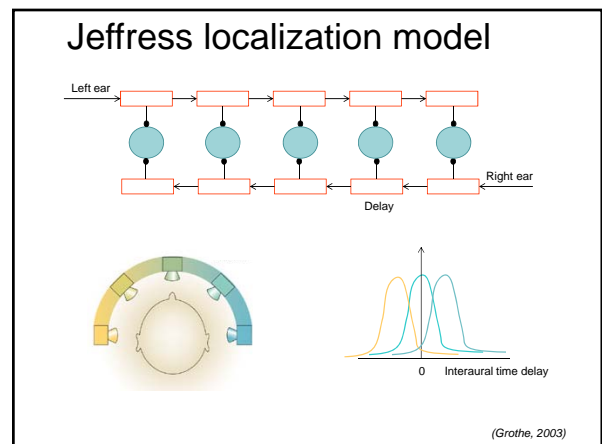 Jeffress localization model
Left ear
Right ear
Delay
0 Interaural time delay
(Grothe, 2003)